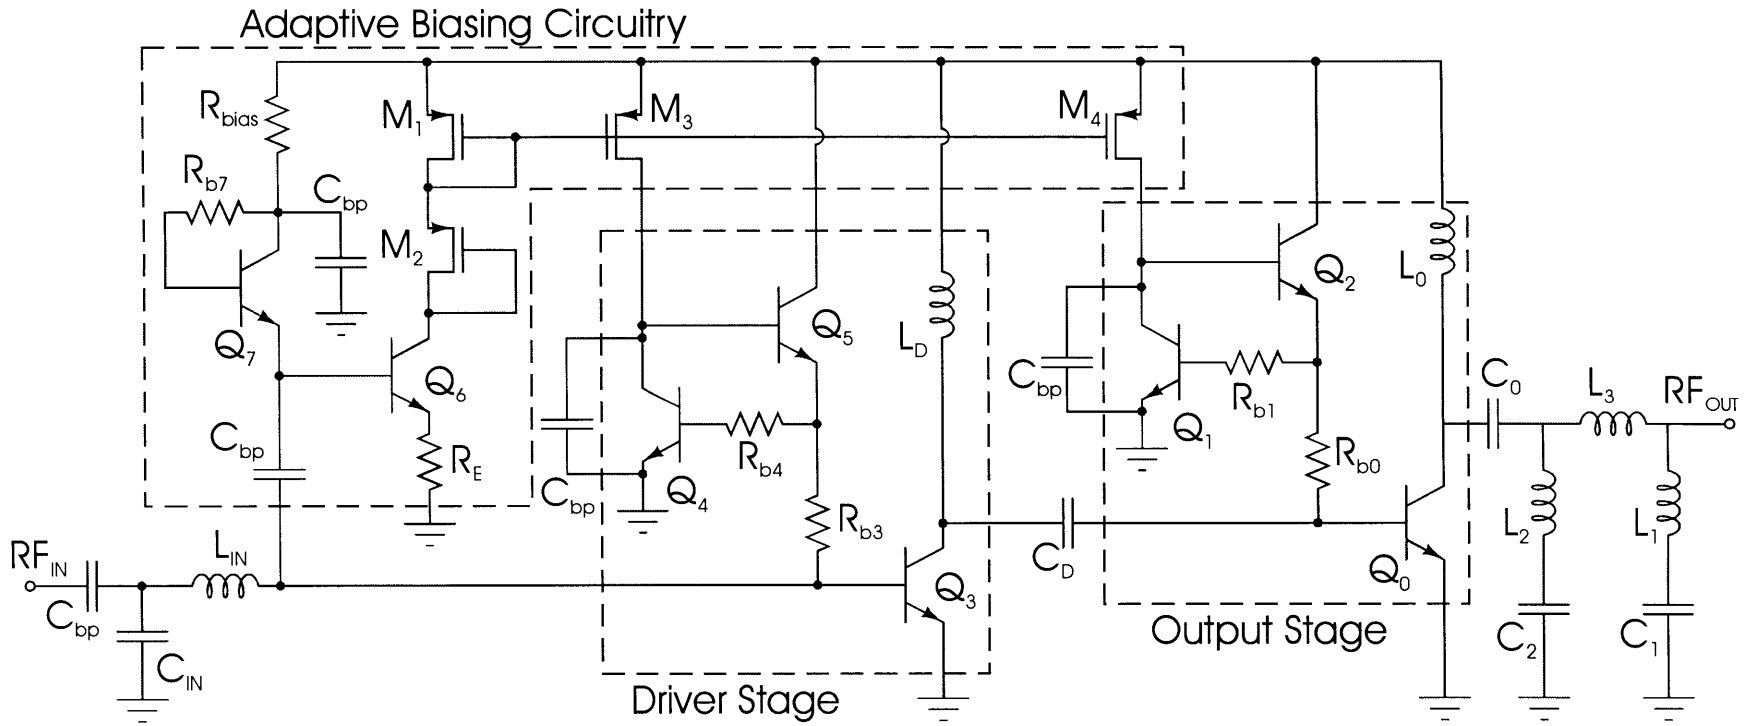 Adaptive Biasing Circuitry
R_bias
M_1
M_3
M_4
R_b7
C_bp
M_2
Q_7
Q_6
Q_5
L_D
Q_2
L_0
C_bp
R_E
C_bp
R_b4
Q_4
R_b3
C_bp
R_b1
Q_1
R_b0
C_0
L_3
RF_OUT
RF_IN
L_IN
C_bp
C_IN
Q_3
C_D
Q_0
L_2
L_1
C_2
C_1
Output Stage
Driver Stage